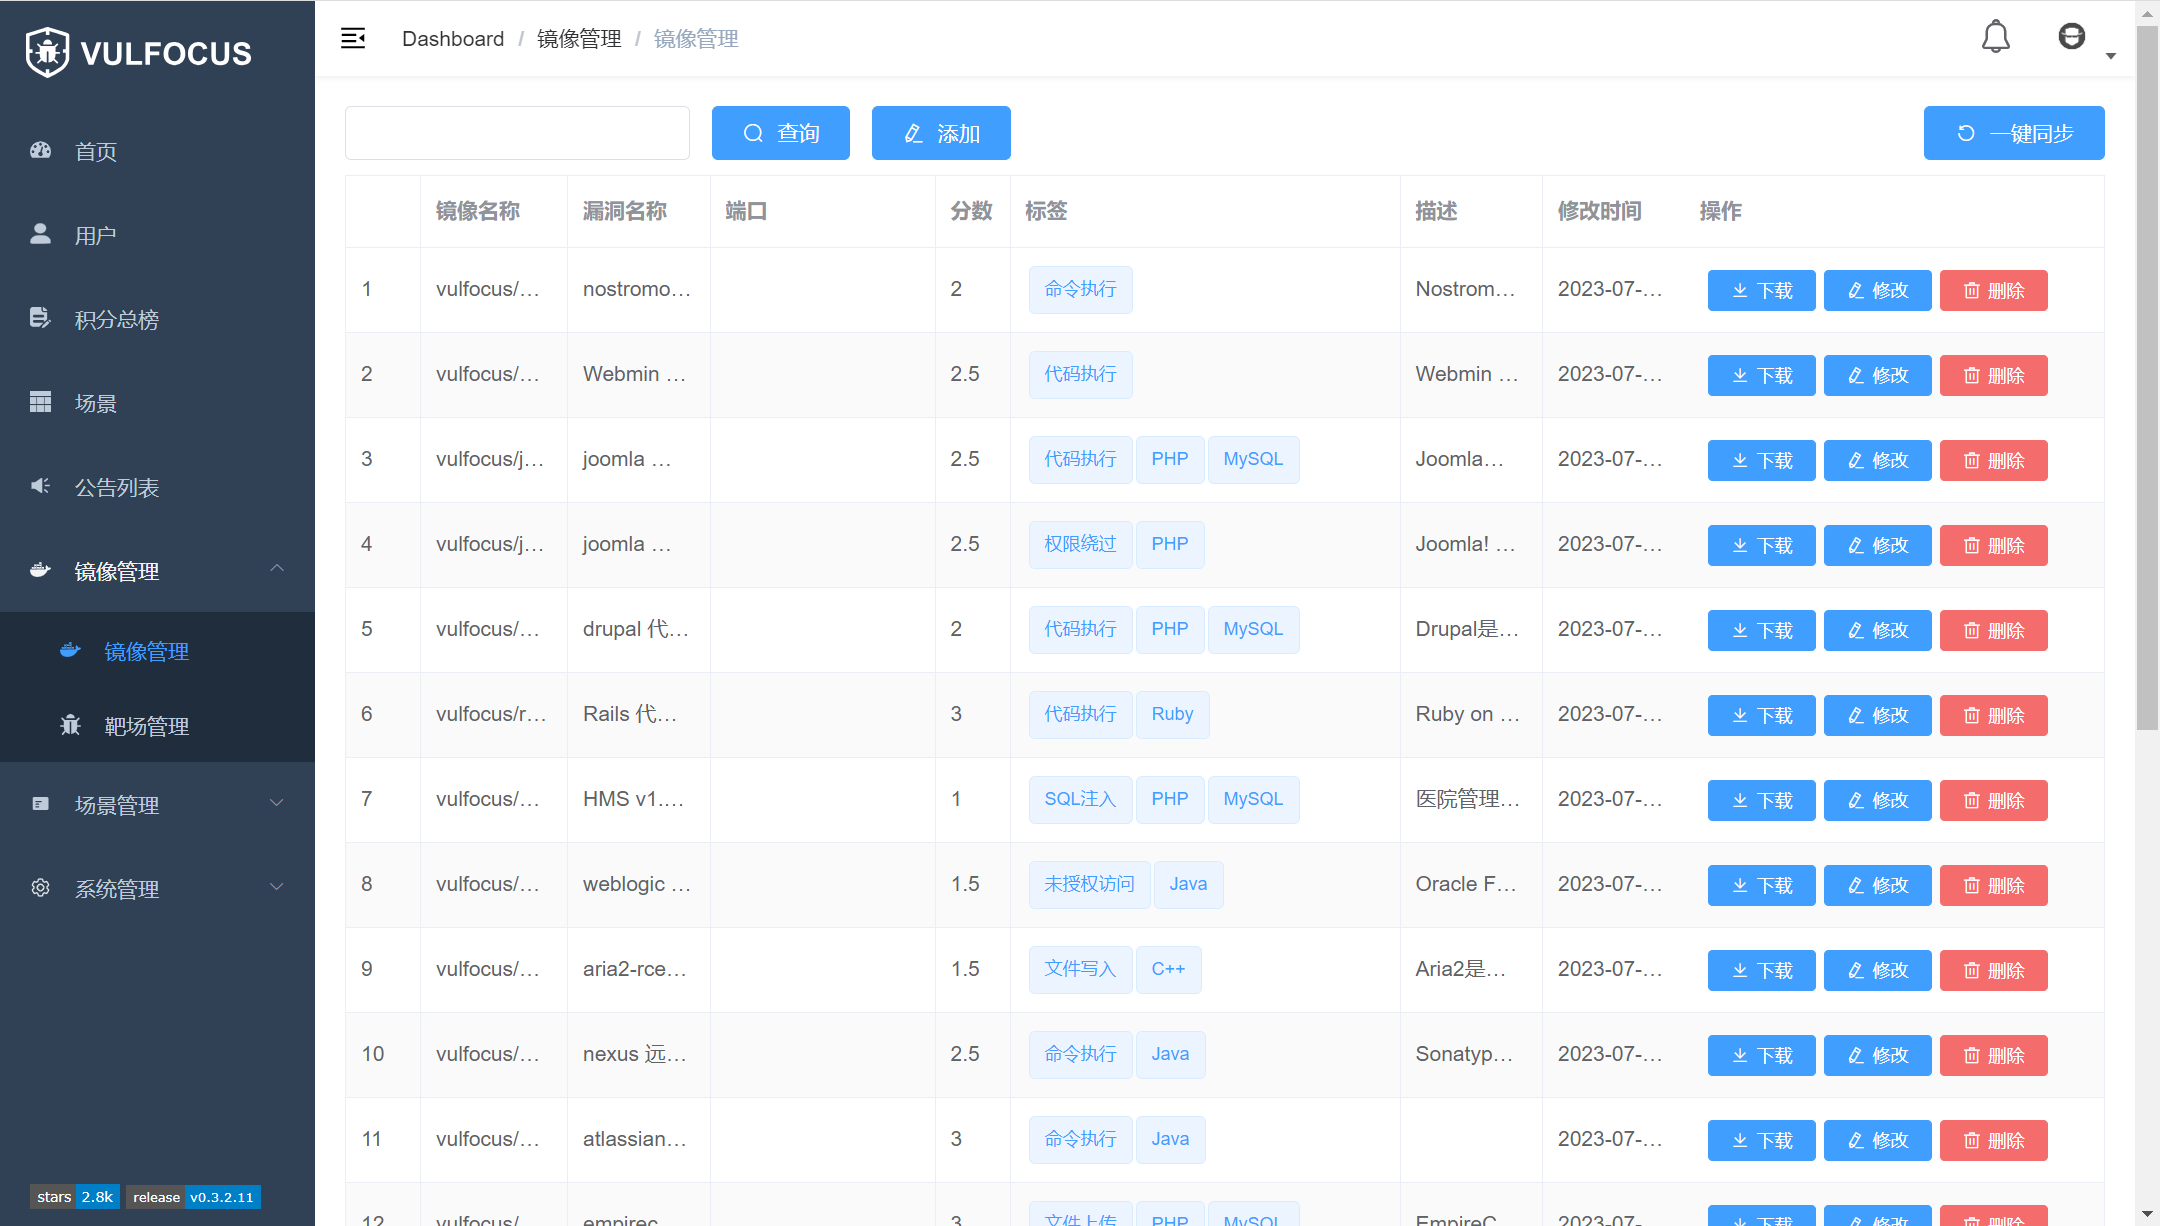 VULFOCUS
Dashboard / 镜像管理 / 镜像管理
首页
用户
积分总榜
场景
公告列表
镜像管理
镜像管理
靶场管理
场景管理
系统管理
stars 2.8k release v0.3.2.11
查询 添加 一键同步
镜像名称 漏洞名称 端口 分数 标签 描述 修改时间 操作
1 vulfocus/... nostromo... 2 命令执行 Nostrom... 2023-07-... 下载 修改 删除
2 vulfocus/... Webmin ... 2.5 代码执行 Webmin ... 2023-07-... 下载 修改 删除
3 vulfocus/j... joomla ... 2.5 代码执行 PHP MySQL Joomla... 2023-07-... 下载 修改 删除
4 vulfocus/j... joomla ... 2.5 权限绕过 PHP Joomla! ... 2023-07-... 下载 修改 删除
5 vulfocus/... drupal 代... 2 代码执行 PHP MySQL Drupal是... 2023-07-... 下载 修改 删除
6 vulfocus/r... Rails 代... 3 代码执行 Ruby Ruby on ... 2023-07-... 下载 修改 删除
7 vulfocus/... HMS v1.... 1 SQL注入 PHP MySQL 医院管理... 2023-07-... 下载 修改 删除
8 vulfocus/... weblogic ... 1.5 未授权访问 Java Oracle F... 2023-07-... 下载 修改 删除
9 vulfocus/... aria2-rce... 1.5 文件写入 C++ Aria2是... 2023-07-... 下载 修改 删除
10 vulfocus/... nexus 远... 2.5 命令执行 Java Sonatyp... 2023-07-... 下载 修改 删除
11 vulfocus/... atlassian... 3 命令执行 Java 2023-07-... 下载 修改 删除
12 vulfocus/... empirec... 3 文件上传 PHP MySQL EmpireC... 2023-07-... 下载 修改 删除